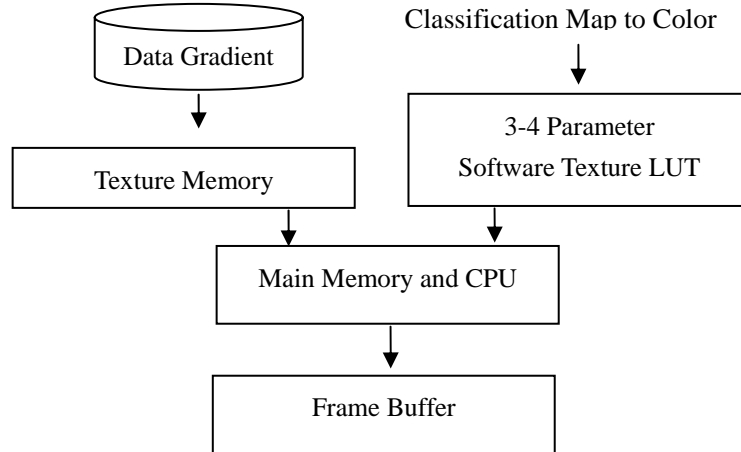 Classification Map to Color
Data Gradient
3-4 Parameter
Software Texture LUT
Texture Memory
Main Memory and CPU
Frame Buffer